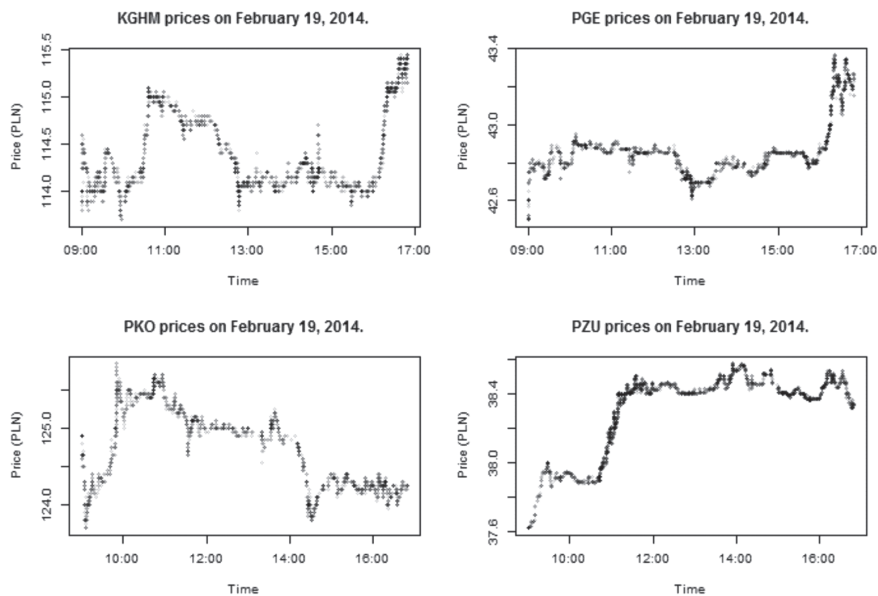 KGHM prices on February 19, 2014.
Price (PLN)
115.5
115.0
114.5
114.0
09:00 11:00 13:00 15:00 17:00
Time
PGE prices on February 19, 2014.
Price (PLN)
43.4
43.0
42.6
09:00 11:00 13:00 15:00 17:00
Time
PKO prices on February 19, 2014.
Price (PLN)
125.0
124.0
10:00 12:00 14:00 16:00
Time
PZU prices on February 19, 2014.
Price (PLN)
38.4
38.0
37.6
10:00 12:00 14:00 16:00
Time